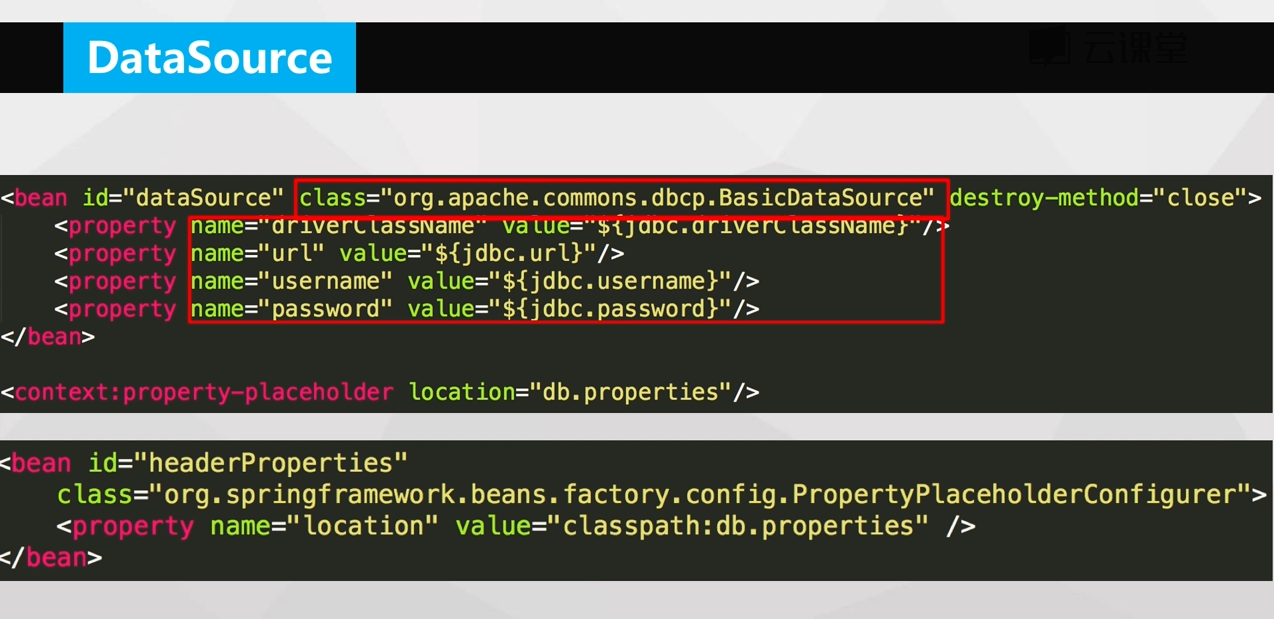 DataSource
云课堂
<bean id="dataSource" class="org.apache.commons.dbcp.BasicDataSource" destroy-method="close">
<property name="driverClassName" value="${jdbc.driverClassName}"/>
<property name="url" value="${jdbc.url}"/>
<property name="username" value="${jdbc.username}"/>
<property name="password" value="${jdbc.password}"/>
</bean>
<context:property-placeholder location="db.properties"/>
<bean id="headerProperties"
class="org.springframework.beans.factory.config.PropertyPlaceholderConfigurer">
<property name="location" value="classpath:db.properties" />
</bean>